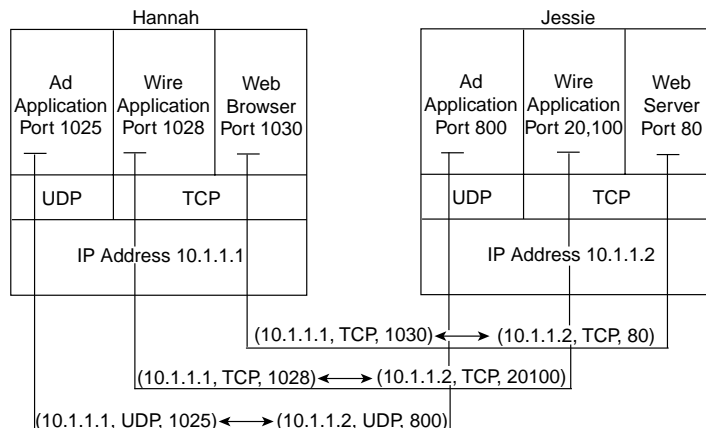 Hannah
Jessie
Ad
Application
Port 1025
Wire
Application
Port 1028
Web
Browser
Port 1030
Ad
Application
Port 800
Wire
Application
Port 20,100
Web
Server
Port 80
UDP
TCP
UDP
TCP
IP Address 10.1.1.1
IP Address 10.1.1.2
(10.1.1.1, TCP, 1030) (10.1.1.2, TCP, 80)
(10.1.1.1, TCP, 1028) (10.1.1.2, TCP, 20100)
(10.1.1.1, UDP, 1025) (10.1.1.2, UDP, 800)